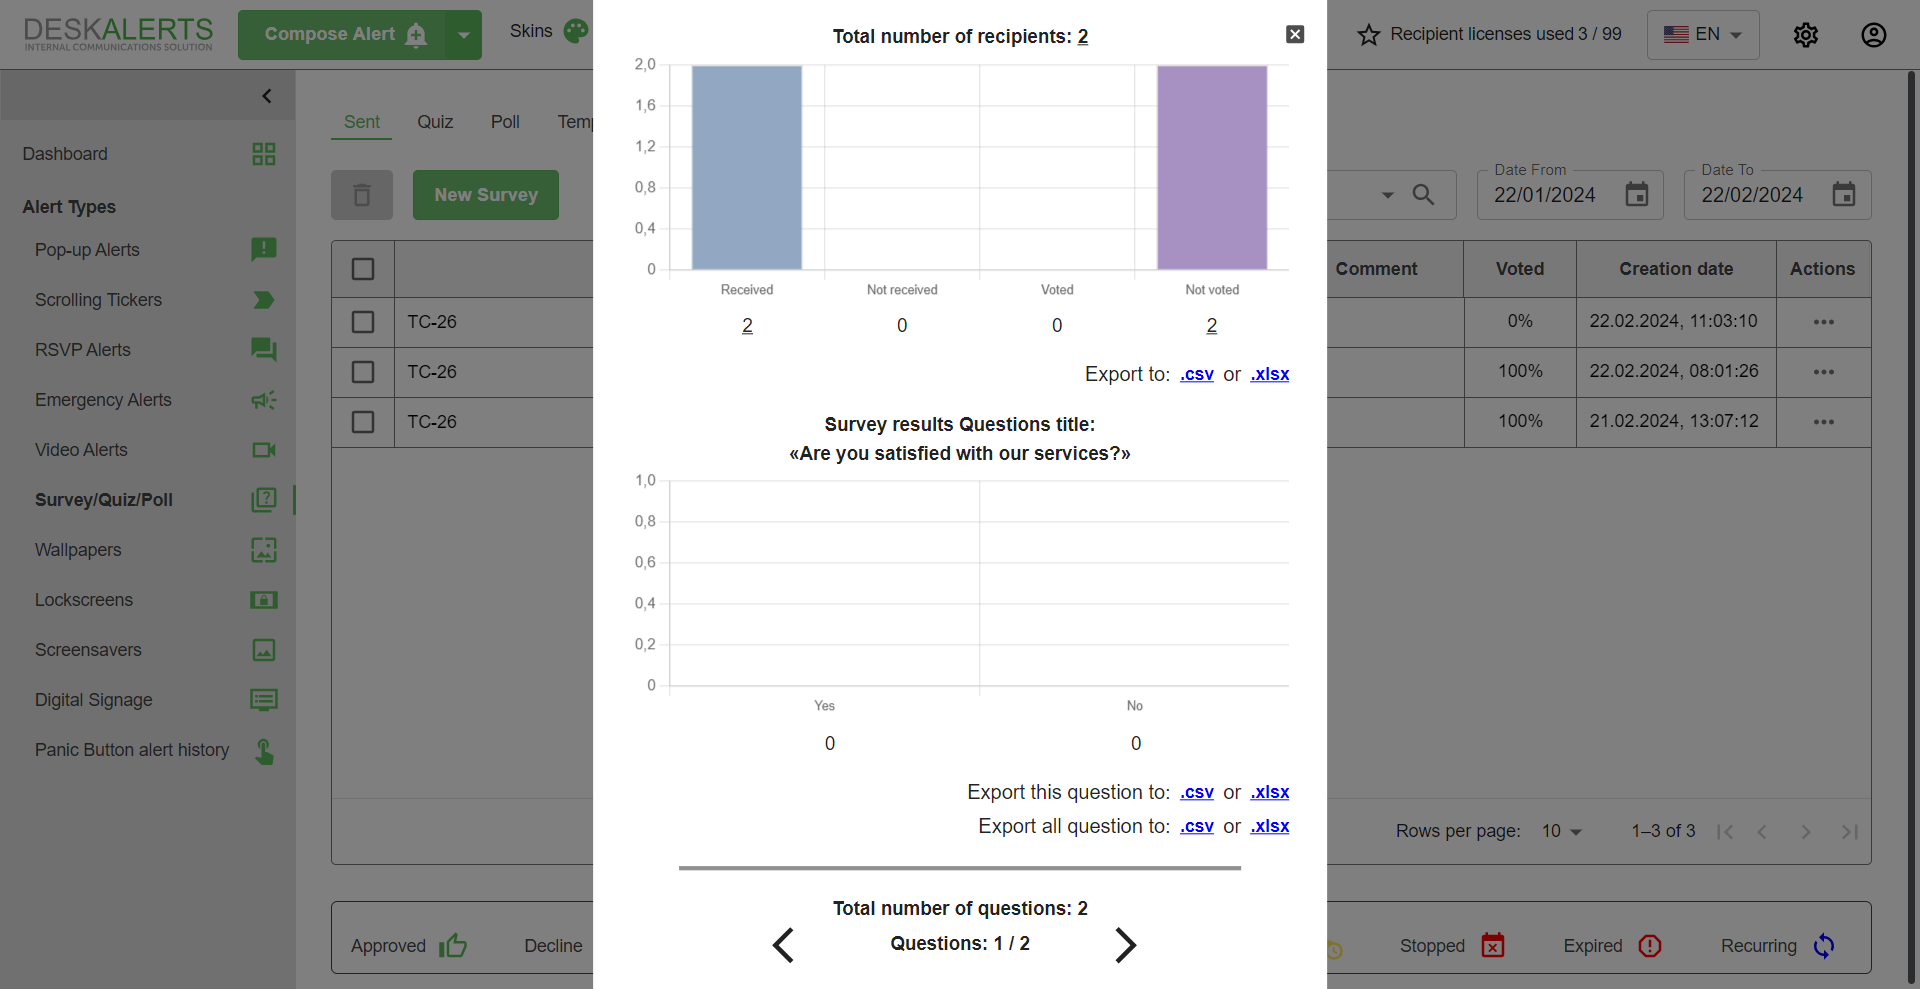 DESKALERTS
INTERNAL COMMUNICATIONS SOLUTION
Compose Alert
Skins
Recipient licenses used 3 / 99
EN
Dashboard
Alert Types
Pop-up Alerts
Scrolling Tickers
RSVP Alerts
Emergency Alerts
Video Alerts
Survey/Quiz/Poll
Wallpapers
Lockscreens
Screensavers
Digital Signage
Panic Button alert history
Sent Quiz Poll Temp
New Survey
Date From
22/01/2024
Date To
22/02/2024
Comment Voted Creation date Actions
TC-26 0% 22.02.2024, 11:03:10
TC-26 100% 22.02.2024, 08:01:26
TC-26 100% 21.02.2024, 13:07:12
Rows per page: 10 1–3 of 3
Approved Decline Stopped Expired Recurring
Total number of recipients: 2
2,0
1,6
1,2
0,8
0,4
0
Received Not received Voted Not voted
2 0 0 2
Export to: .csv or .xlsx
Survey results Questions title:
«Are you satisfied with our services?»
1,0
0,8
0,6
0,4
0,2
0
Yes No
0 0
Export this question to: .csv or .xlsx
Export all question to: .csv or .xlsx
Total number of questions: 2
Questions: 1 / 2